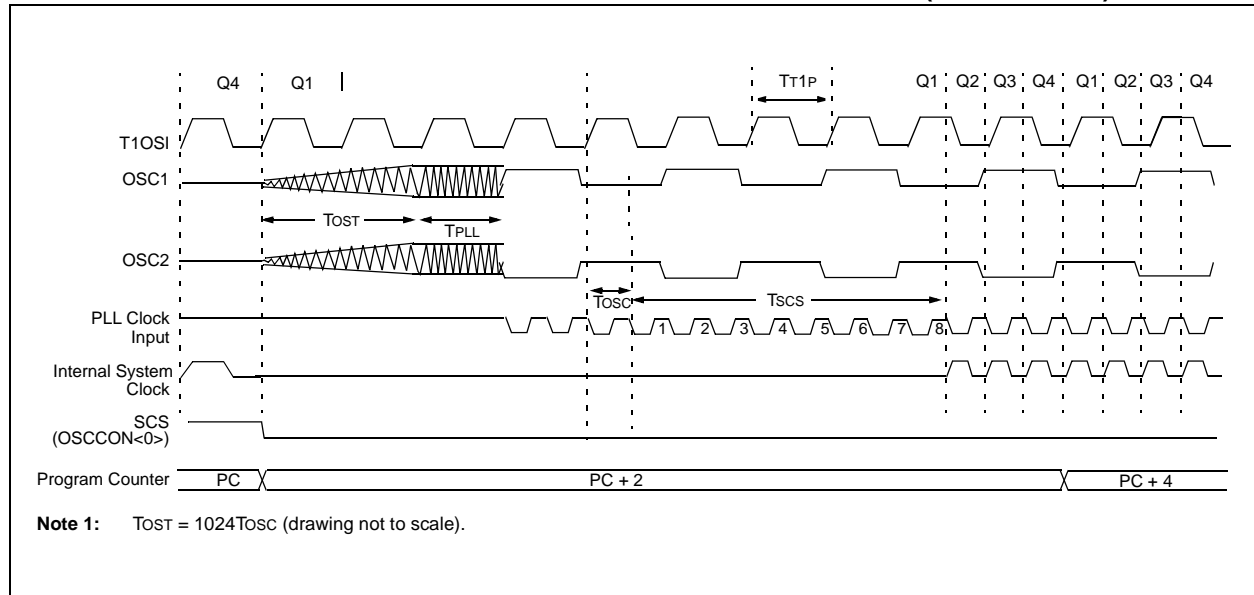 Q4 Q1 TT1P Q1 Q2 Q3 Q4 Q1 Q2 Q3 Q4
T1OSI
OSC1
TOST
TPLL
OSC2
TOSC TSCS
PLL Clock
Input
1 2 3 4 5 6 7 8
Internal System
Clock
SCS
(OSCCON<0>)
Program Counter PC PC + 2 PC + 4
Note 1: TOST = 1024TOSC (drawing not to scale).